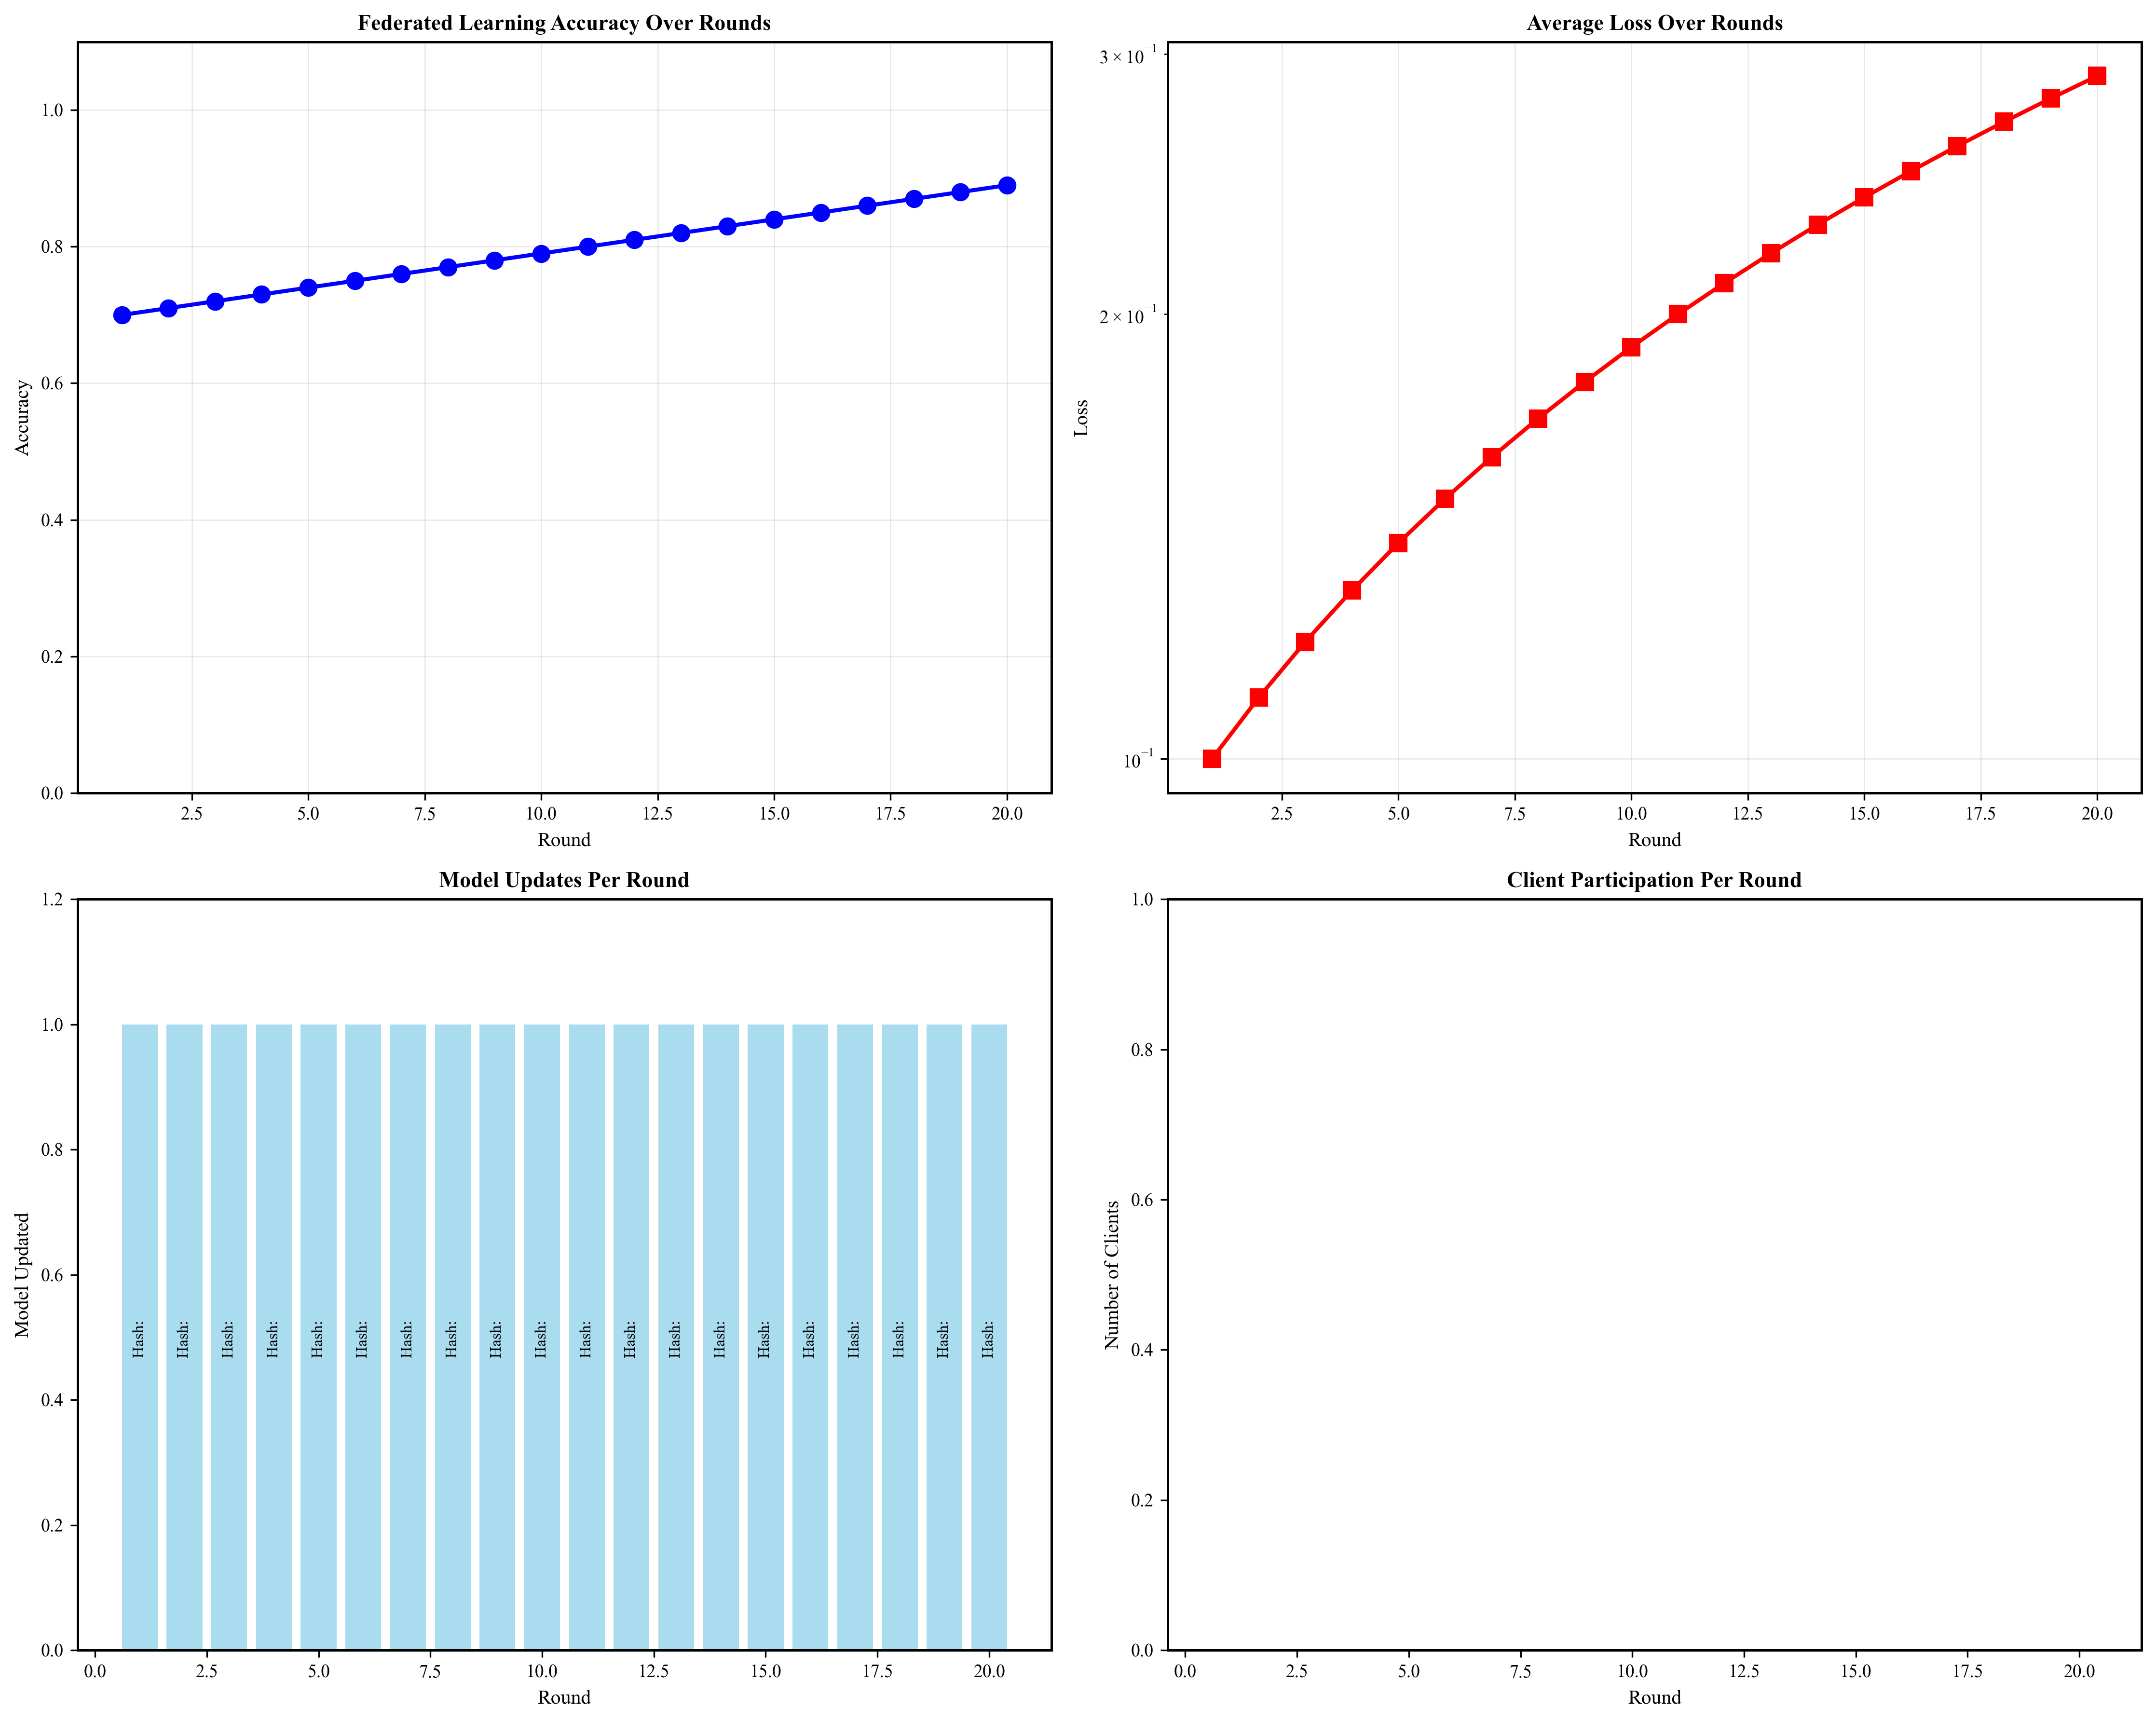 Federated Learning Accuracy Over Rounds
Accuracy
1.0
0.8
0.6
0.4
0.2
0.0
2.5 5.0 7.5 10.0 12.5 15.0 17.5 20.0
Round
Average Loss Over Rounds
Loss
3 × 10⁻¹
2 × 10⁻¹
10⁻¹
2.5 5.0 7.5 10.0 12.5 15.0 17.5 20.0
Round
Model Updates Per Round
Model Updated
1.2
1.0
0.8
0.6
0.4
0.2
0.0
Hash: Hash: Hash: Hash: Hash: Hash: Hash: Hash: Hash: Hash: Hash: Hash: Hash: Hash: Hash: Hash: Hash: Hash: Hash: Hash:
0.0 2.5 5.0 7.5 10.0 12.5 15.0 17.5 20.0
Round
Client Participation Per Round
Number of Clients
1.0
0.8
0.6
0.4
0.2
0.0
0.0 2.5 5.0 7.5 10.0 12.5 15.0 17.5 20.0
Round